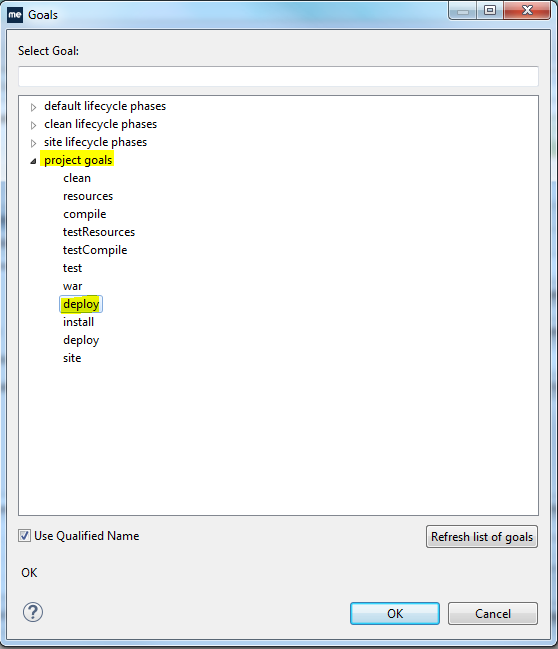 me Goals
Select Goal:
default lifecycle phases
clean lifecycle phases
site lifecycle phases
project goals
clean
resources
compile
testResources
testCompile
test
war
deploy
install
deploy
site
Use Qualified Name
Refresh list of goals
OK
?
OK
Cancel